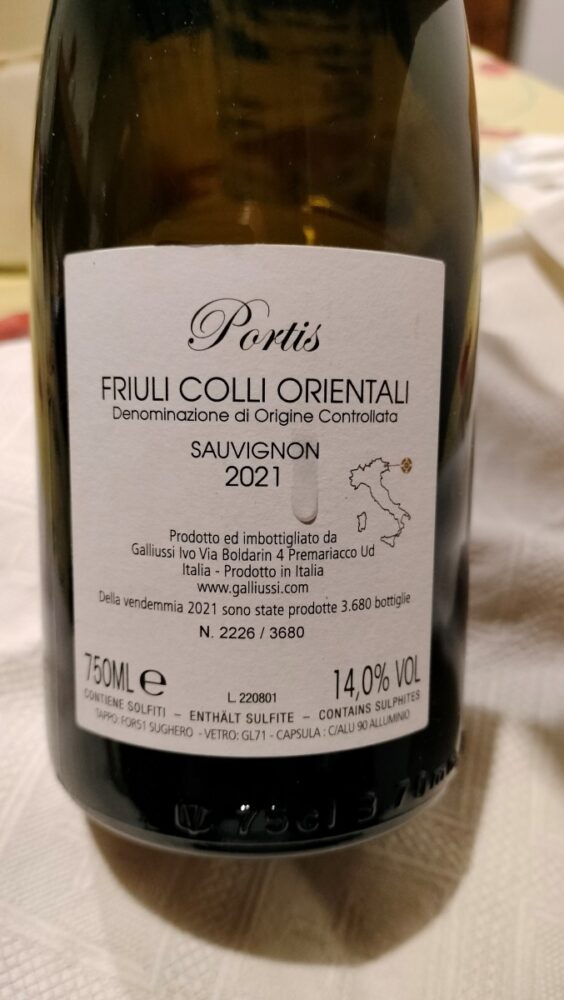 Portis
FRIULI COLLI ORIENTALI
Denominazione di Origine Controllata
SAUVIGNON
2021
Prodotto ed imbottigliato da
Galliussi Ivo Via Boldarin 4 Premariacco Ud
Italia - Prodotto in Italia
www.galliussi.com
Della vendemmia 2021 sono state prodotte 3.680 bottiglie
N. 2226 / 3680
750ML e
L. 220801
14,0% VOL
CONTIENE SOLFITI – ENTHÄLT SULFITE – CONTAINS SULPHITES
TAPPO: FOR51 SUGHERO - VETRO: GL71 - CAPSULA : C/ALU 90 ALLUMINIO
75cl 3 70mm